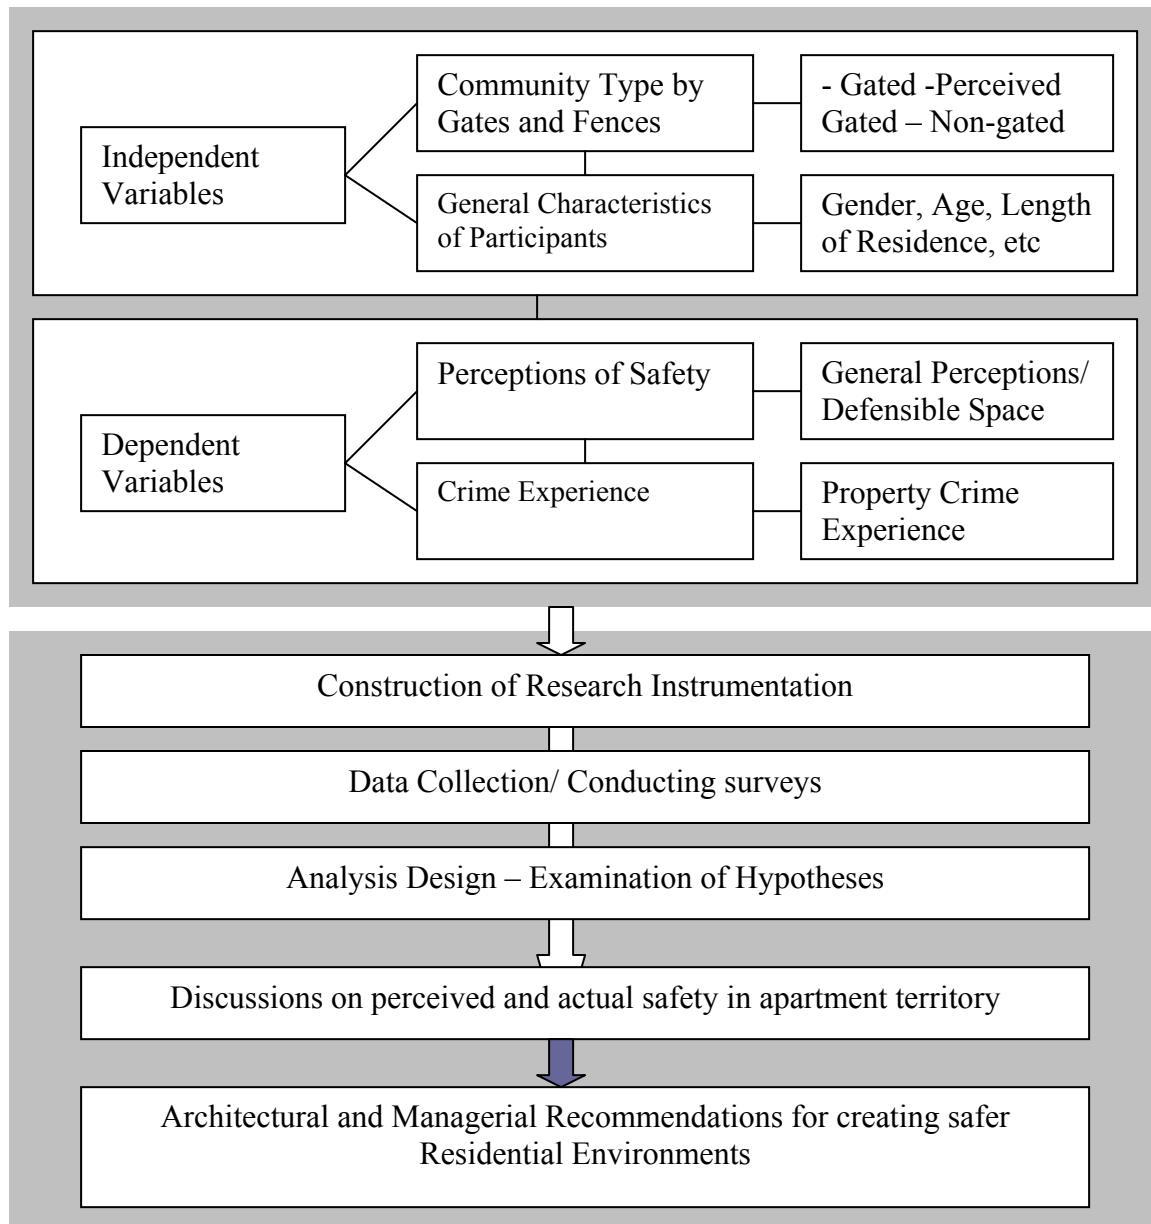 Independent
Variables
Community Type by
Gates and Fences
- Gated -Perceived
Gated – Non-gated
General Characteristics
of Participants
Gender, Age, Length
of Residence, etc
Dependent
Variables
Perceptions of Safety
General Perceptions/
Defensible Space
Crime Experience
Property Crime
Experience
Construction of Research Instrumentation
Data Collection/ Conducting surveys
Analysis Design – Examination of Hypotheses
Discussions on perceived and actual safety in apartment territory
Architectural and Managerial Recommendations for creating safer
Residential Environments